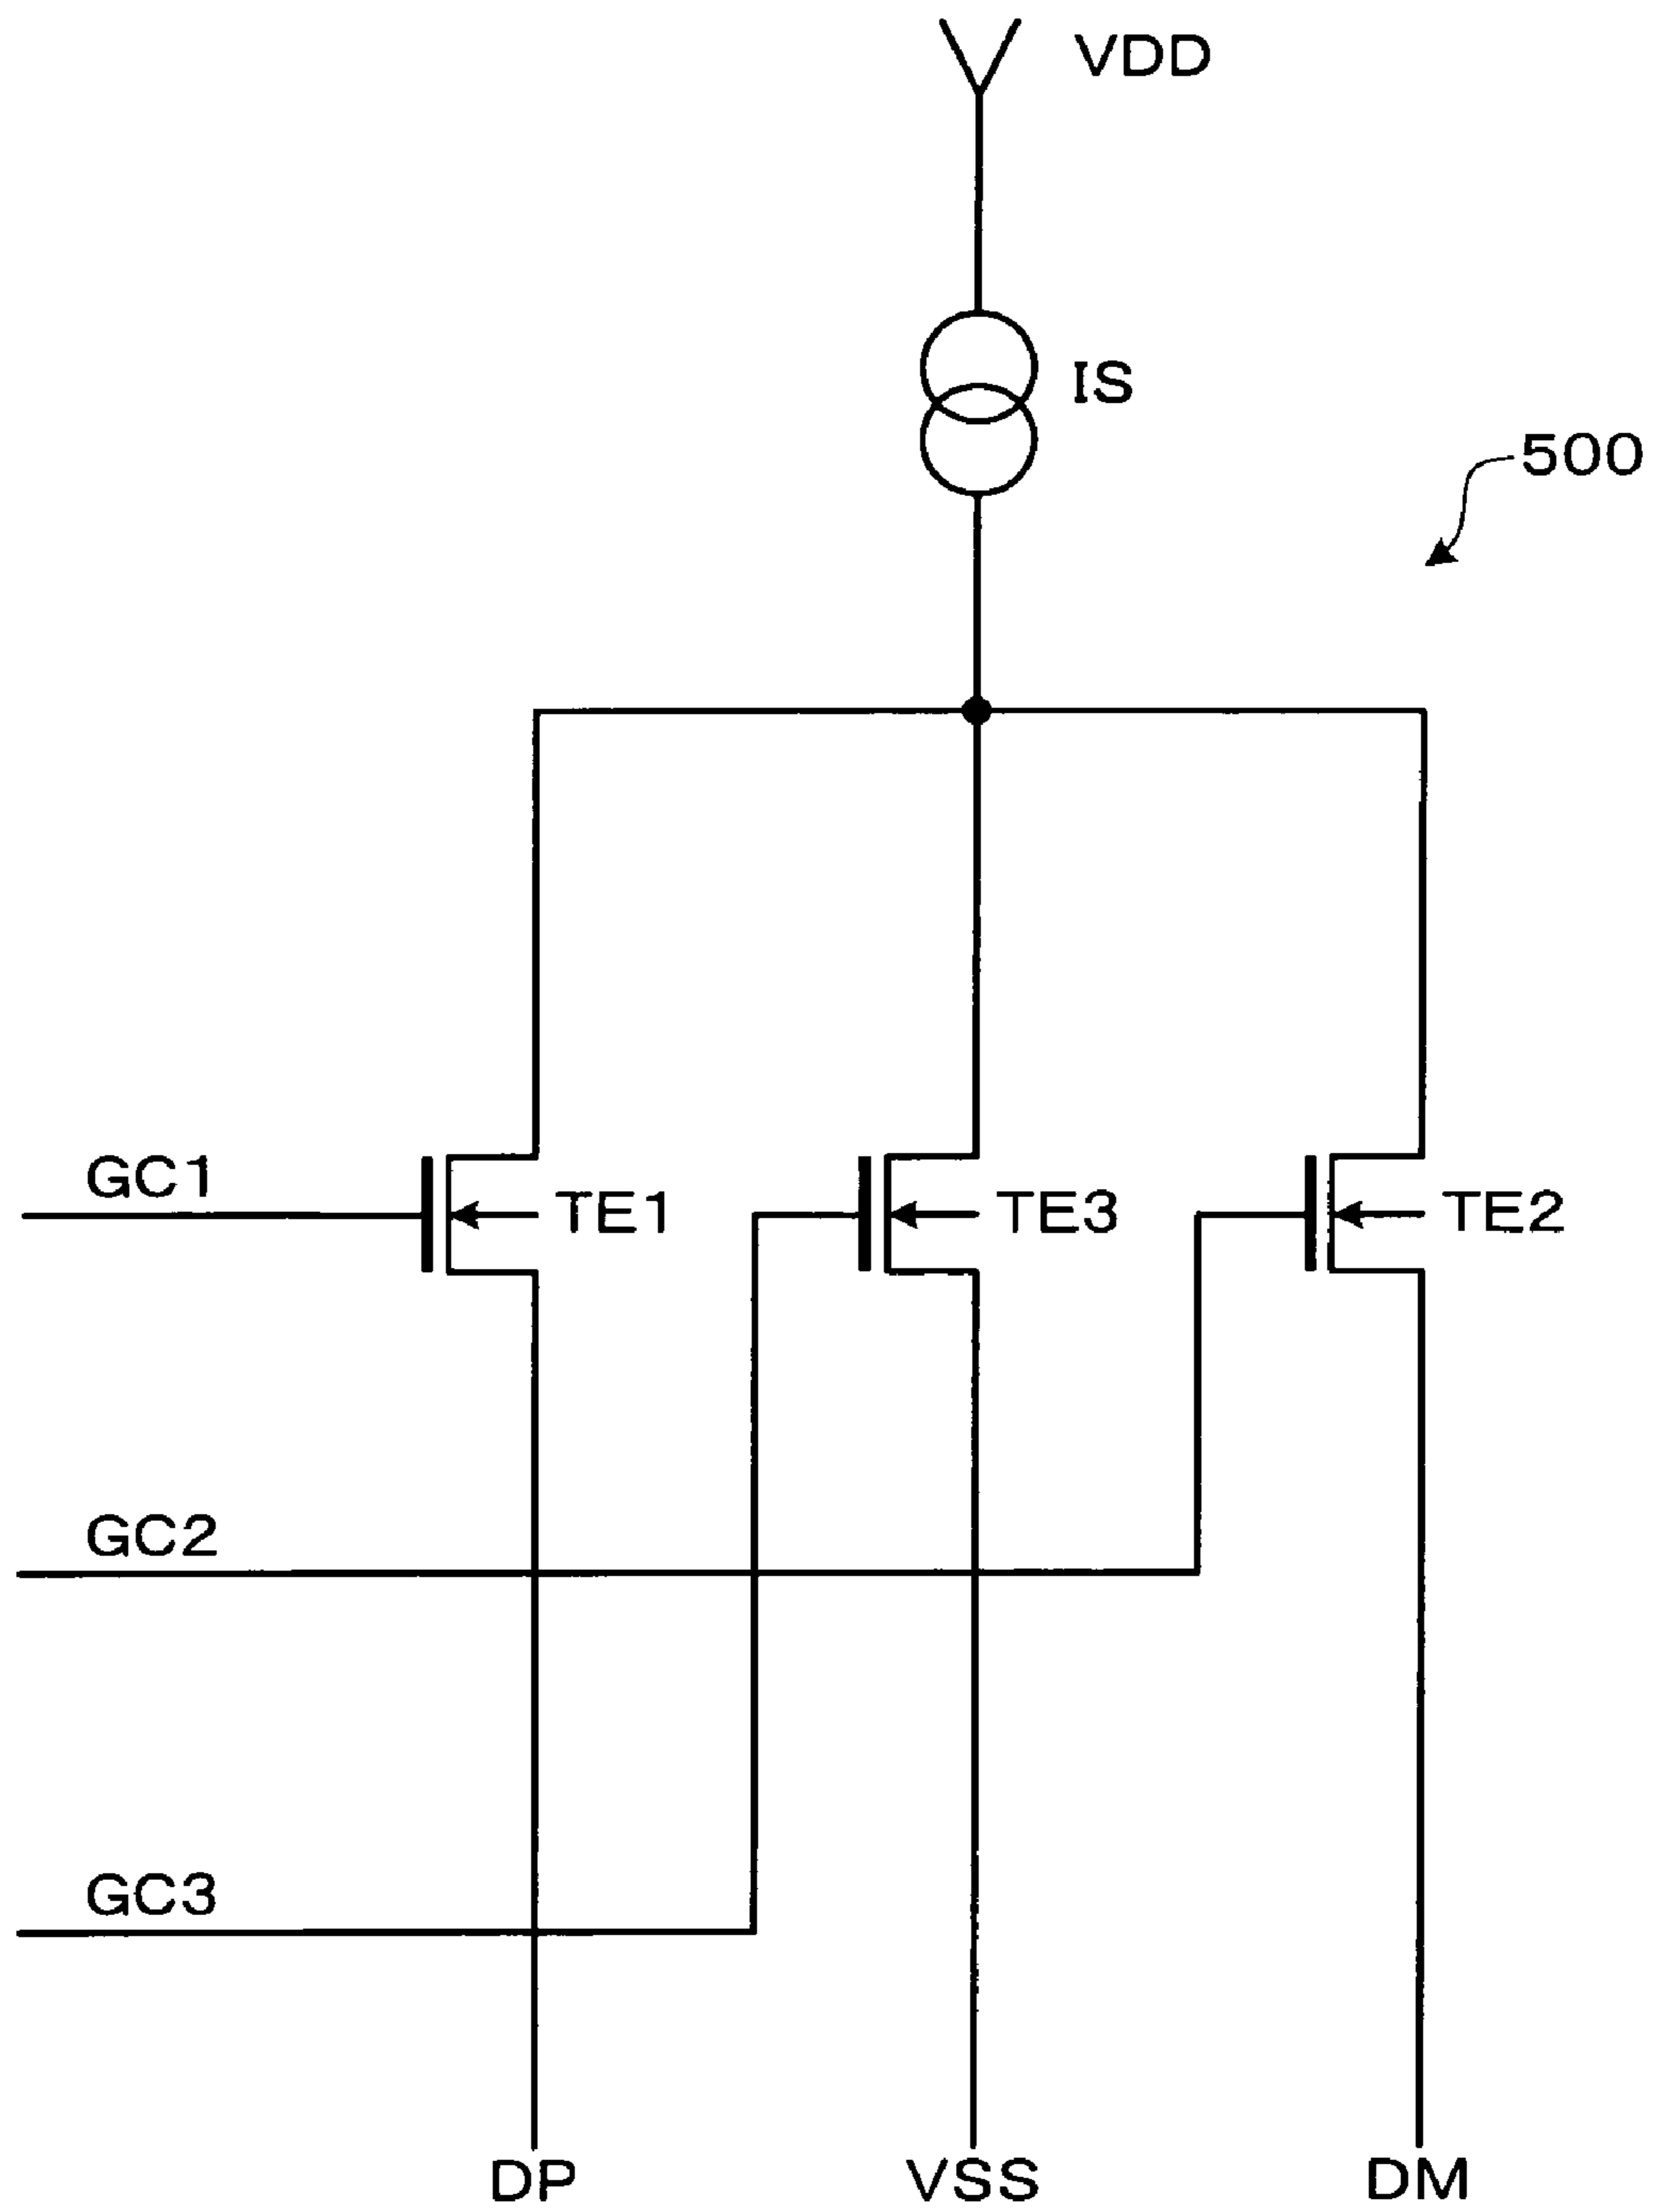 VDD
IS
500
GC1
TE1
TE3
TE2
GC2
GC3
DP
VSS
DM